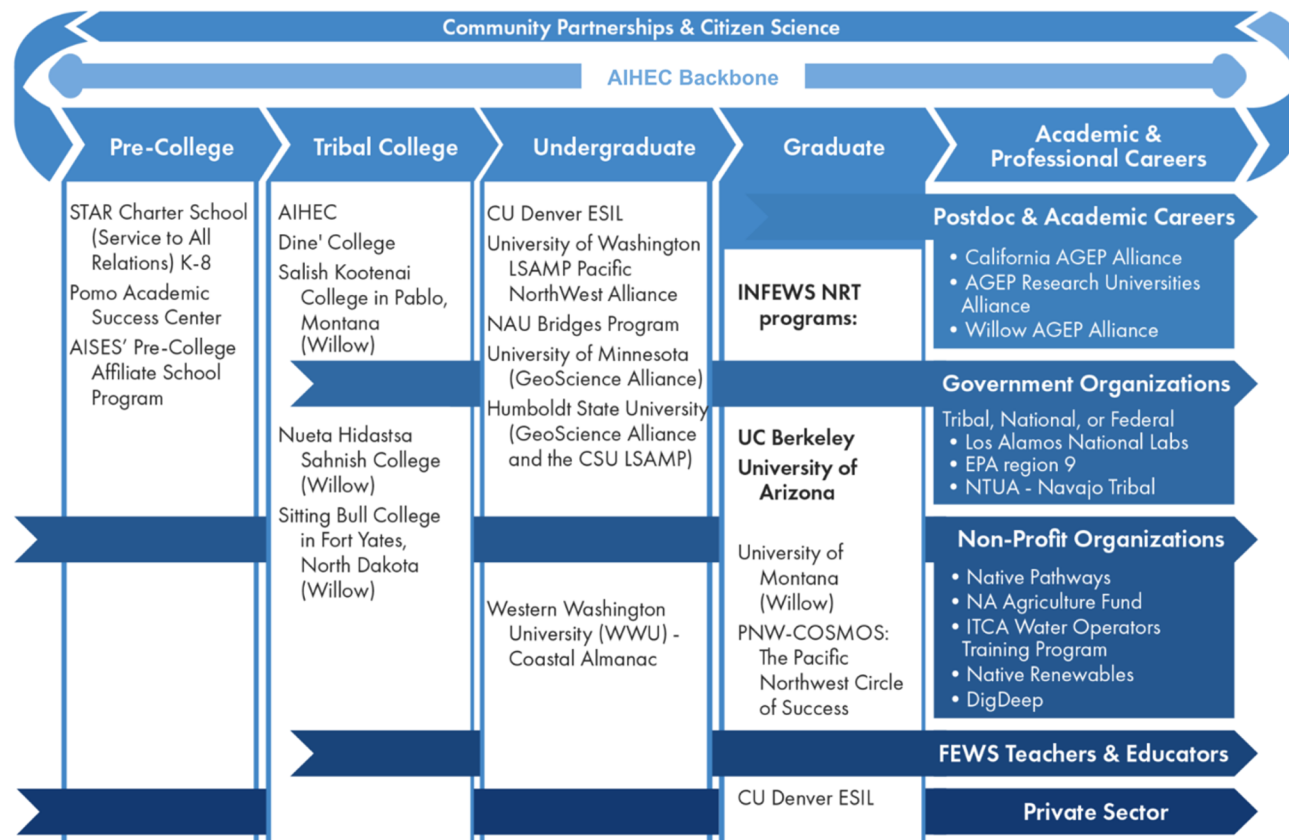 Community Partnerships & Citizen Science
AIHEC Backbone
Pre-College
Tribal College
Undergraduate
Graduate
Academic &
Professional Careers
STAR Charter School
(Service to All
Relations) K-8
Pomo Academic
Success Center
AISES’ Pre-College
Affiliate School
Program
AIHEC
Dine' College
Salish Kootenai
College in Pablo,
Montana
(Willow)
Nueta Hidastsa
Sahnish College
(Willow)
Sitting Bull College
in Fort Yates,
North Dakota
(Willow)
CU Denver ESIL
University of Washington
LSAMP Pacific
NorthWest Alliance
NAU Bridges Program
University of Minnesota
(GeoScience Alliance)
Humboldt State University
(GeoScience Alliance
and the CSU LSAMP)
Western Washington
University (WWU) -
Coastal Almanac
INFEWS NRT
programs:
UC Berkeley
University of
Arizona
University of
Montana
(Willow)
PNW-COSMOS:
The Pacific
Northwest Circle
of Success
CU Denver ESIL
Postdoc & Academic Careers
• California AGEP Alliance
• AGEP Research Universities
Alliance
• Willow AGEP Alliance
Government Organizations
Tribal, National, or Federal
• Los Alamos National Labs
• EPA region 9
• NTUA - Navajo Tribal
Non-Profit Organizations
• Native Pathways
• NA Agriculture Fund
• ITCA Water Operators
Training Program
• Native Renewables
• DigDeep
FEWS Teachers & Educators
Private Sector